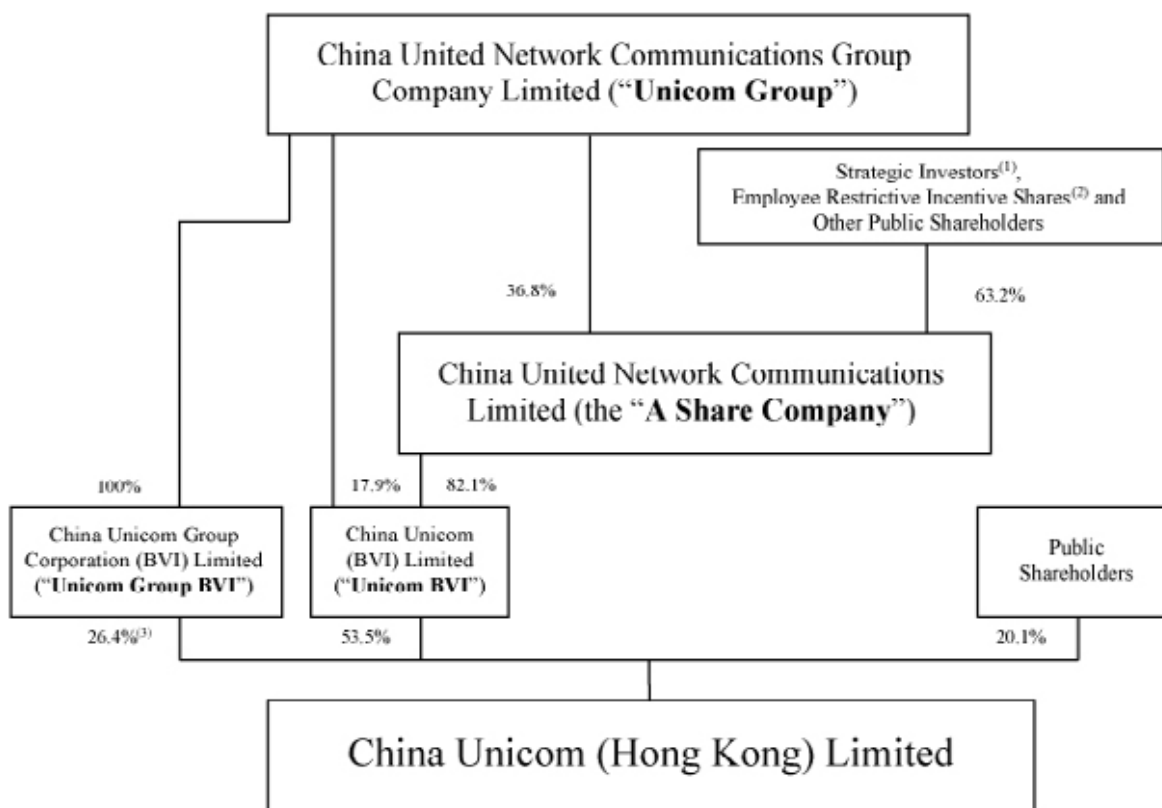 China United Network Communications Group
Company Limited (“Unicom Group”)
Strategic Investors(1),
Employee Restrictive Incentive Shares(2) and
Other Public Shareholders
36.8%
63.2%
China United Network Communications
Limited (the “A Share Company”)
100%
17.9%
82.1%
China Unicom Group
Corporation (BVI) Limited
(“Unicom Group BVI”)
China Unicom
(BVI) Limited
(“Unicom BVI”)
Public
Shareholders
26.4%(3)
53.5%
20.1%
China Unicom (Hong Kong) Limited